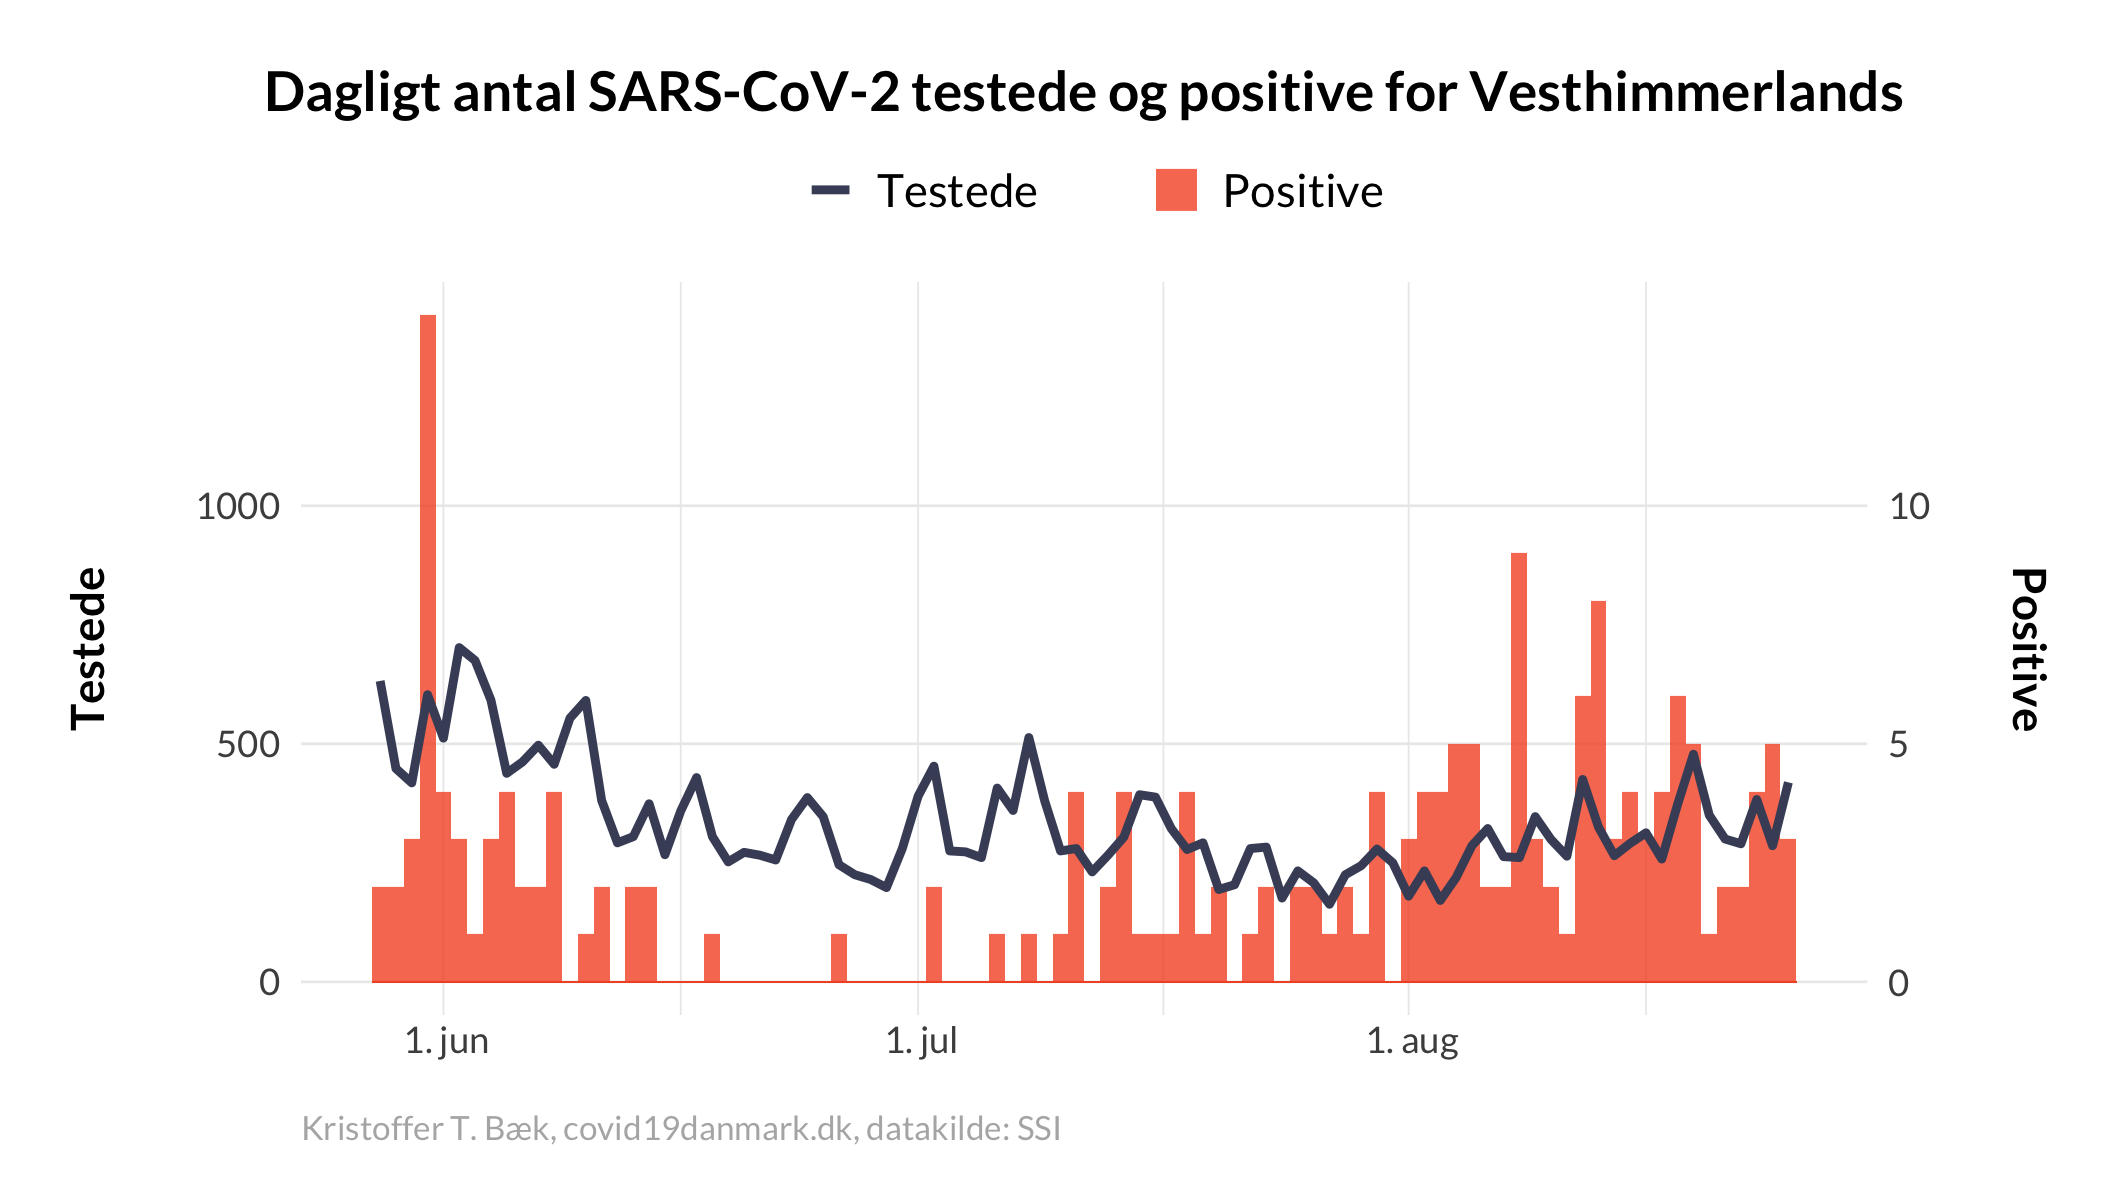 Dagligt antal SARS-CoV-2 testede og positive for Vesthimmerlands
Testede
Positive
1000
500
0
10
5
0
Testede
Positive
1. jun
1. jul
1. aug
Kristoffer T. Bæk, covid19danmark.dk, datakilde: SSI